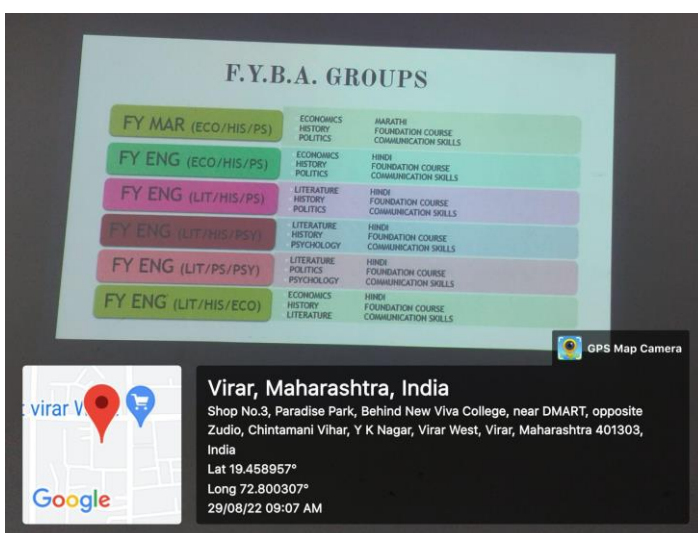 F.Y.B.A. GROUPS
FY MAR (ECO/HIS/PS)
ECONOMICS
HISTORY
POLITICS
MARATHI
FOUNDATION COURSE
COMMUNICATION SKILLS
FY ENG (ECO/HIS/PS)
ECONOMICS
HISTORY
POLITICS
HINDI
FOUNDATION COURSE
COMMUNICATION SKILLS
FY ENG (LIT/HIS/PS)
LITERATURE
HISTORY
POLITICS
HINDI
FOUNDATION COURSE
COMMUNICATION SKILLS
FY ENG (LIT/HIS/PSY)
LITERATURE
HISTORY
PSYCHOLOGY
HINDI
FOUNDATION COURSE
COMMUNICATION SKILLS
FY ENG (LIT/PS/PSY)
LITERATURE
POLITICS
PSYCHOLOGY
HINDI
FOUNDATION COURSE
COMMUNICATION SKILLS
FY ENG (LIT/HIS/ECO)
ECONOMICS
HISTORY
LITERATURE
HINDI
FOUNDATION COURSE
COMMUNICATION SKILLS
GPS Map Camera
virar
Google
Virar, Maharashtra, India
Shop No.3, Paradise Park, Behind New Viva College, near DMART, opposite
Zudio, Chintamani Vihar, Y K Nagar, Virar West, Virar, Maharashtra 401303,
India
Lat 19.458957°
Long 72.800307°
29/08/22 09:07 AM